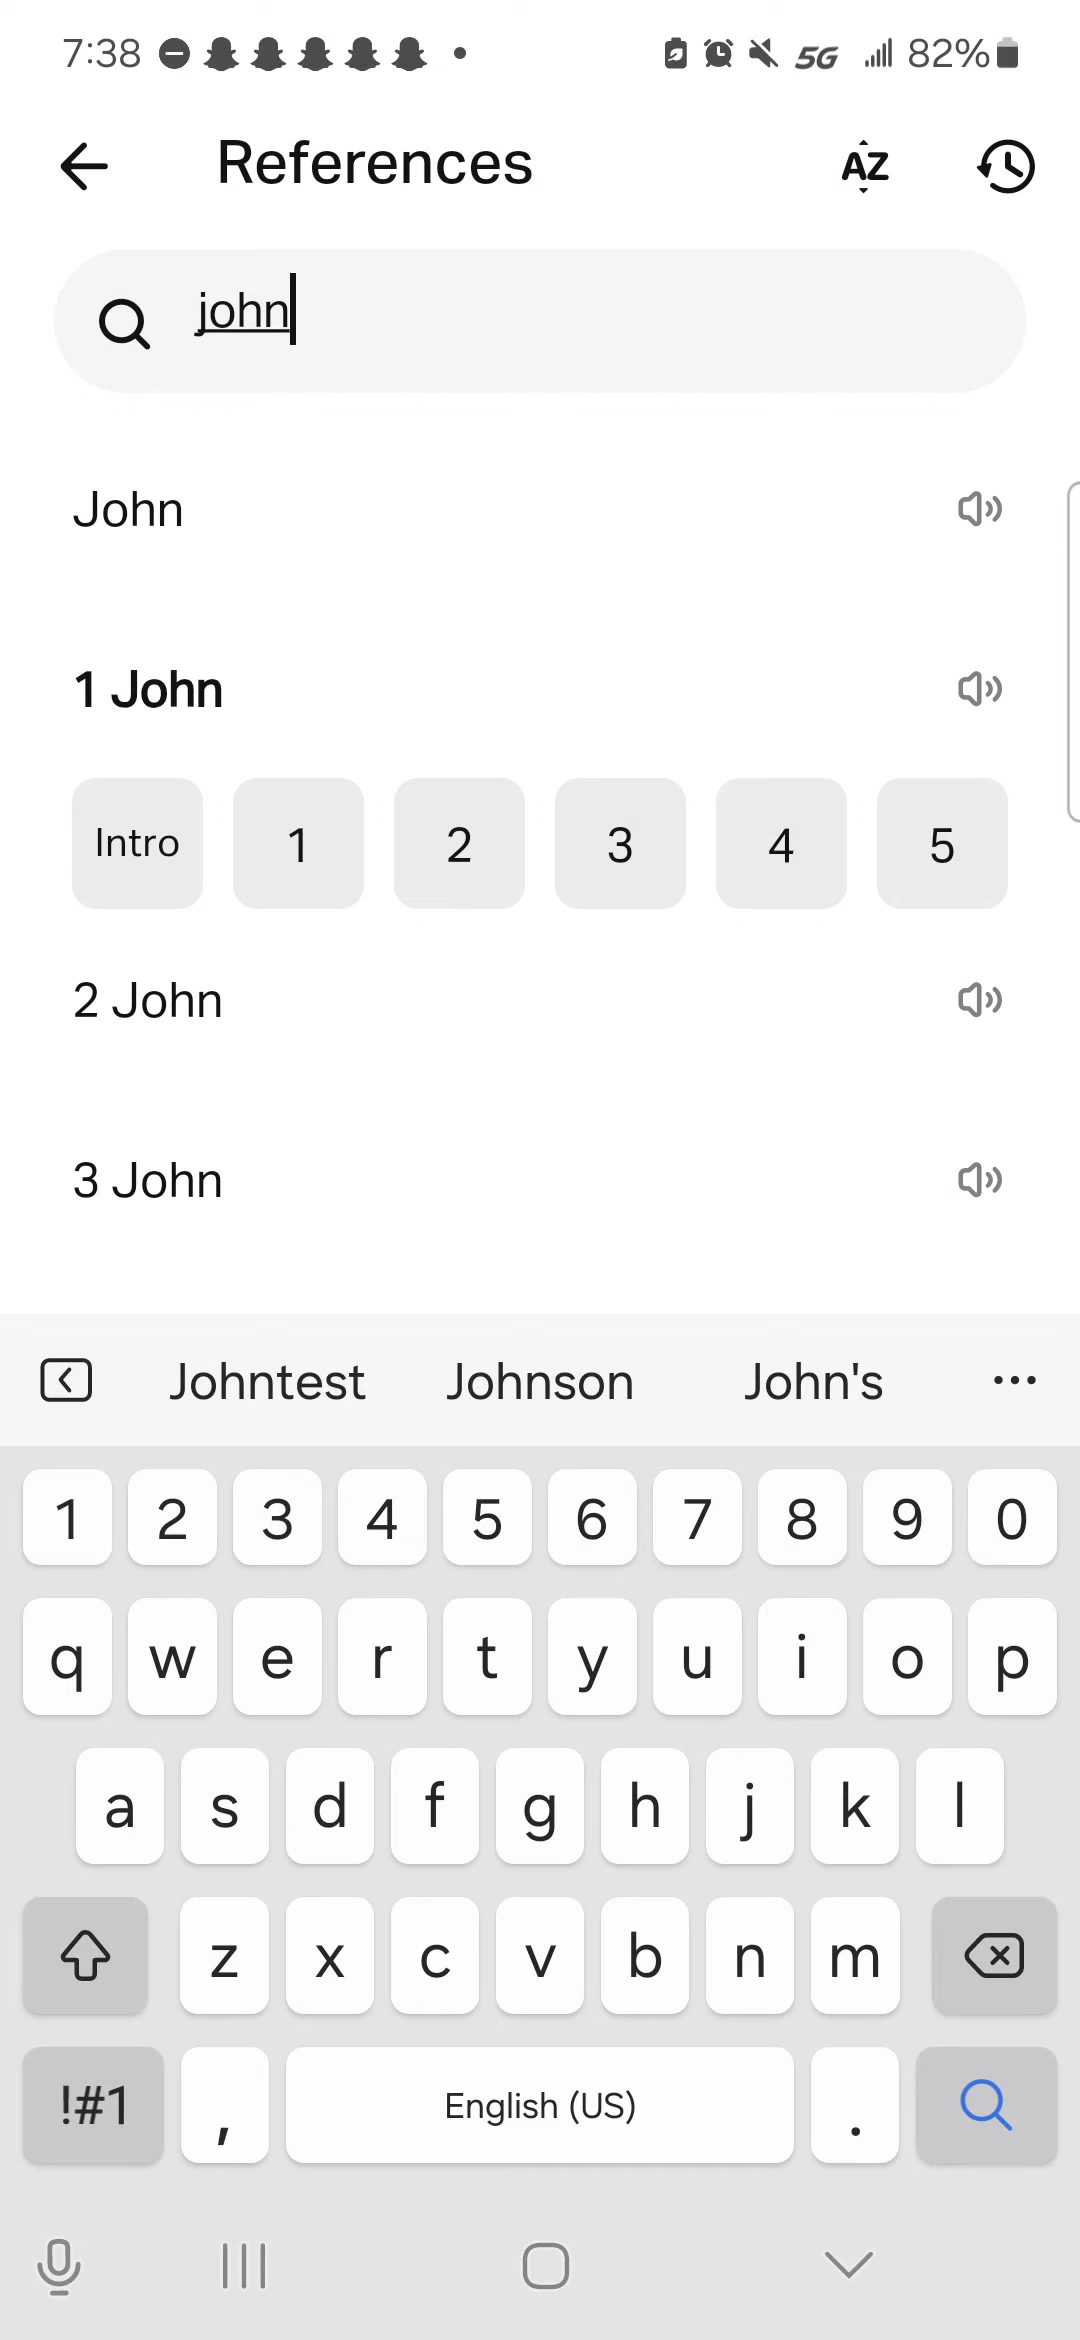 7:38 5G 82%
References AZ
john
John
1 John
Intro 1 2 3 4 5
2 John
3 John
Johntest Johnson John's ...
1 2 3 4 5 6 7 8 9 0
q w e r t y u i o p
a s d f g h j k l
z x c v b n m
!#1 , English (US) .